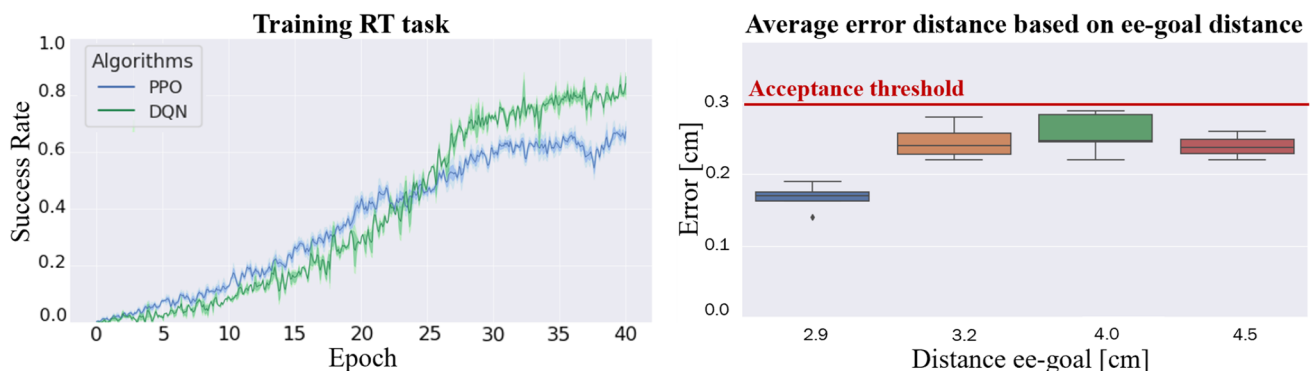 Training RT task
1.0
0.8
0.6
0.4
0.2
0.0
Success Rate
Algorithms
PPO
DQN
0 5 10 15 20 25 30 35 40
Epoch
Average error distance based on ee-goal distance
Acceptance threshold
0.3
0.2
0.1
0.0
Error [cm]
2.9 3.2 4.0 4.5
Distance ee-goal [cm]